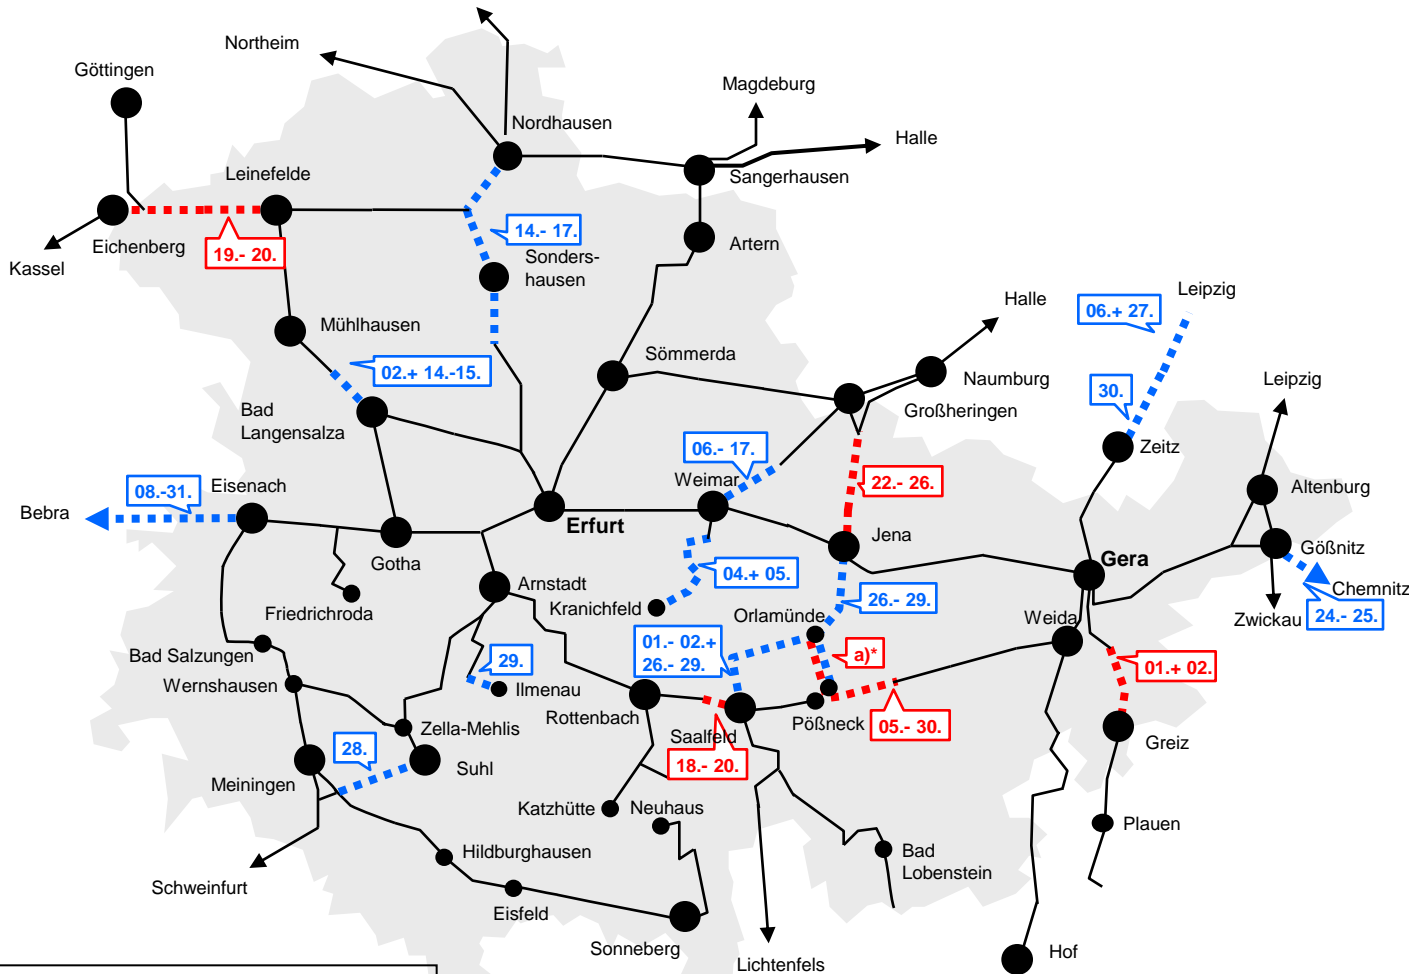 Northeim
Göttingen
Magdeburg
Nordhausen
Halle
Leinefelde
Sangerhausen
14.- 17.
Eichenberg
19.- 20.
Artern
Sonders-
hausen
Kassel
Leipzig
Halle
06.+ 27.
Mühlhausen
Sömmerda
02.+ 14.-15.
Naumburg
Leipzig
30.
Bad
Langensalza
Großheringen
Zeitz
06.- 17.
Weimar
22.- 26.
08.-31.
Eisenach
Altenburg
Bebra
Erfurt
Jena
Gößnitz
Gotha
Gera
Arnstadt
04.+ 05.
Chemnitz
Friedrichroda
Kranichfeld
26.- 29.
Orlamünde
Weida
Zwickau
24.- 25.
01.- 02.+
26.- 29.
Bad Salzungen
29.
a)*
01.+ 02.
Wernshausen
Ilmenau
Rottenbach
Pößneck
05.- 30.
Zella-Mehlis
Saalfeld
Greiz
28.
18.- 20.
Suhl
Meiningen
Katzhütte
Neuhaus
Plauen
Hildburghausen
Bad
Lobenstein
Schweinfurt
Eisfeld
Sonneberg
Hof
Lichtenfels